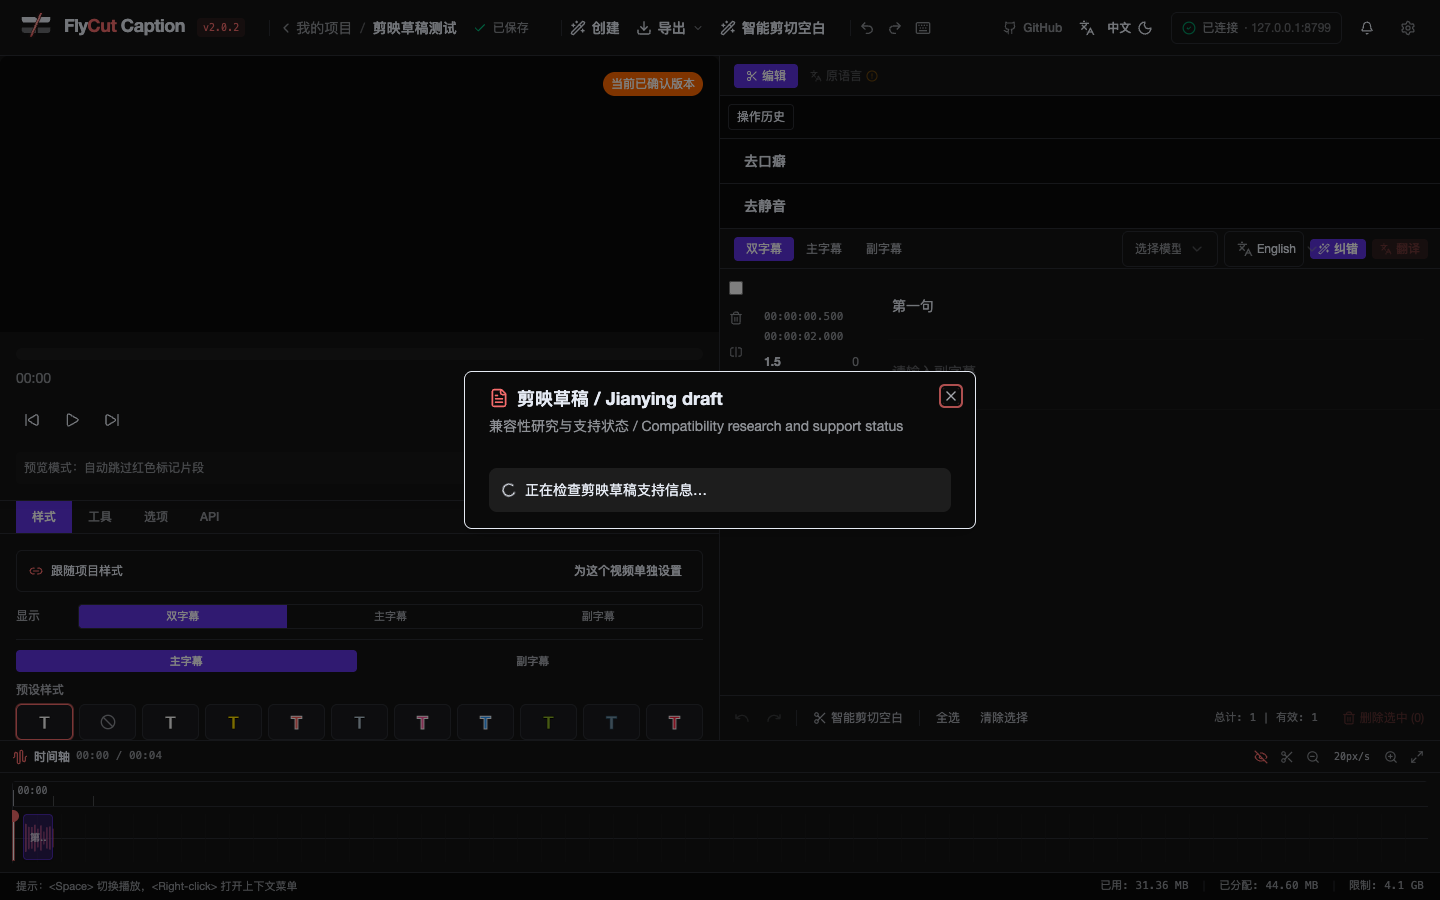 FlyCut Caption v2.0.2 我的项目 / 剪映草稿测试 已保存 创建 导出 智能剪切空白 GitHub 中文 已连接 · 127.0.0.1:8799
当前已确认版本
编辑 原语言
操作历史
去口癖
去静音
双字幕 主字幕 副字幕 选择模型 English 纠错 翻译
第一句
00:00:00.500
00:00:02.000
1.5 0
请输入副字幕
00:00
预览模式：自动跳过红色标记片段
剪映草稿 / Jianying draft
兼容性研究与支持状态 / Compatibility research and support status
正在检查剪映草稿支持信息...
样式 工具 选项 API
跟随项目样式 为这个视频单独设置
显示 双字幕 主字幕 副字幕
主字幕 副字幕
预设样式
T T T T T T T T T T
智能剪切空白 全选 清除选择 总计: 1 | 有效: 1 删除选中 (0)
时间轴 00:00 / 00:04 20px/s
00:00
提示：<Space> 切换播放，<Right-click> 打开上下文菜单 已用: 31.36 MB 已分配: 44.60 MB 限制: 4.1 GB